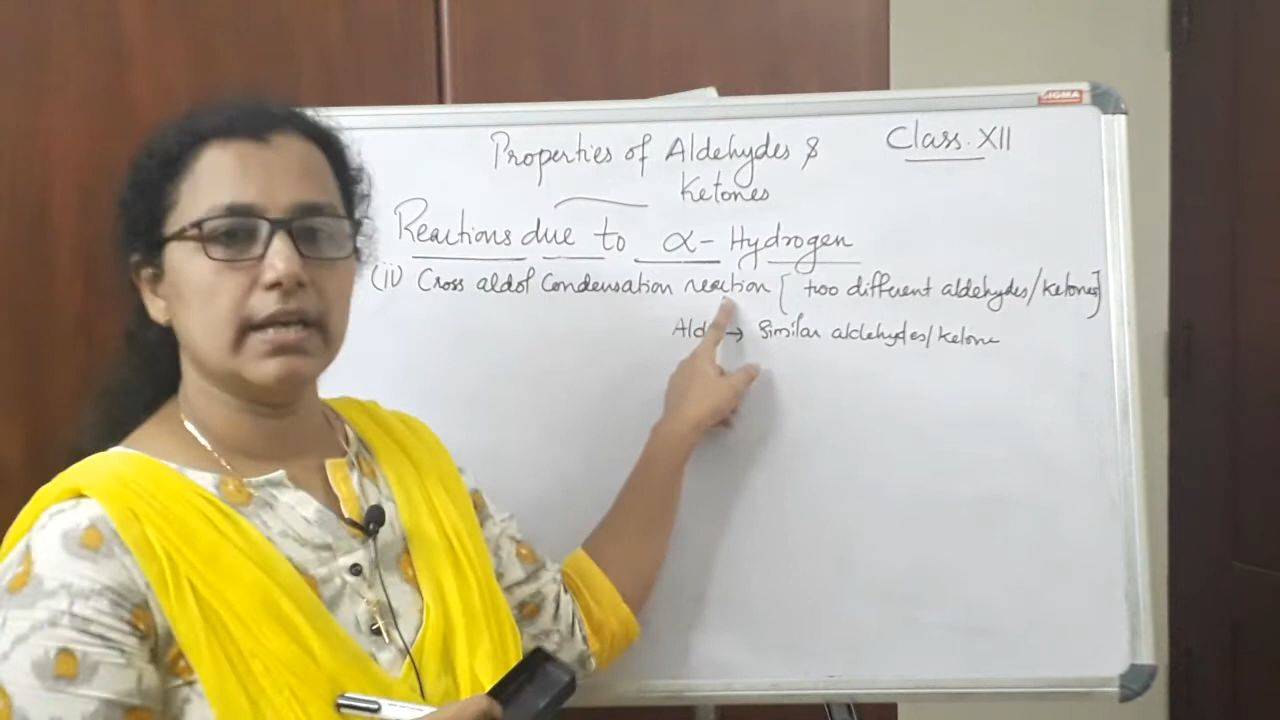 SIGMA
Properties of Aldehydes & Class. XII
Ketones
Reactions due to α- Hydrogen
(ii) Cross aldol Condensation reaction [ two different aldehydes/ketones]
Ald → Similar aldehydes/Ketone